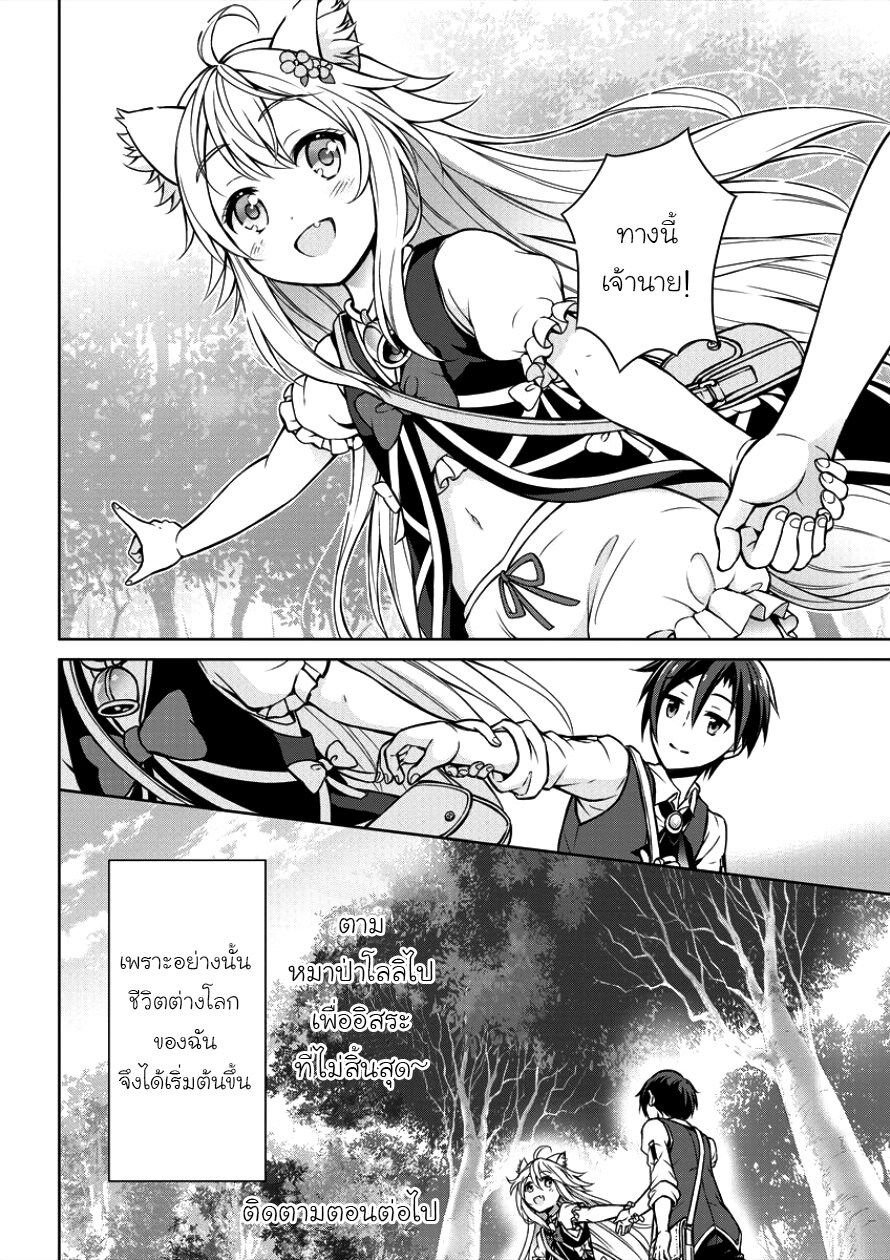 ทางนี้
เจ้านาย!
เพราะอย่างนั้น
ชีวิตต่างโลก
ของฉัน
จึงได้เริ่มต้นขึ้น
ตาม
หมาป่าโลลิไป
เพื่ออิสระ
ที่ไม่สิ้นสุด~
ติดตามตอนต่อไป